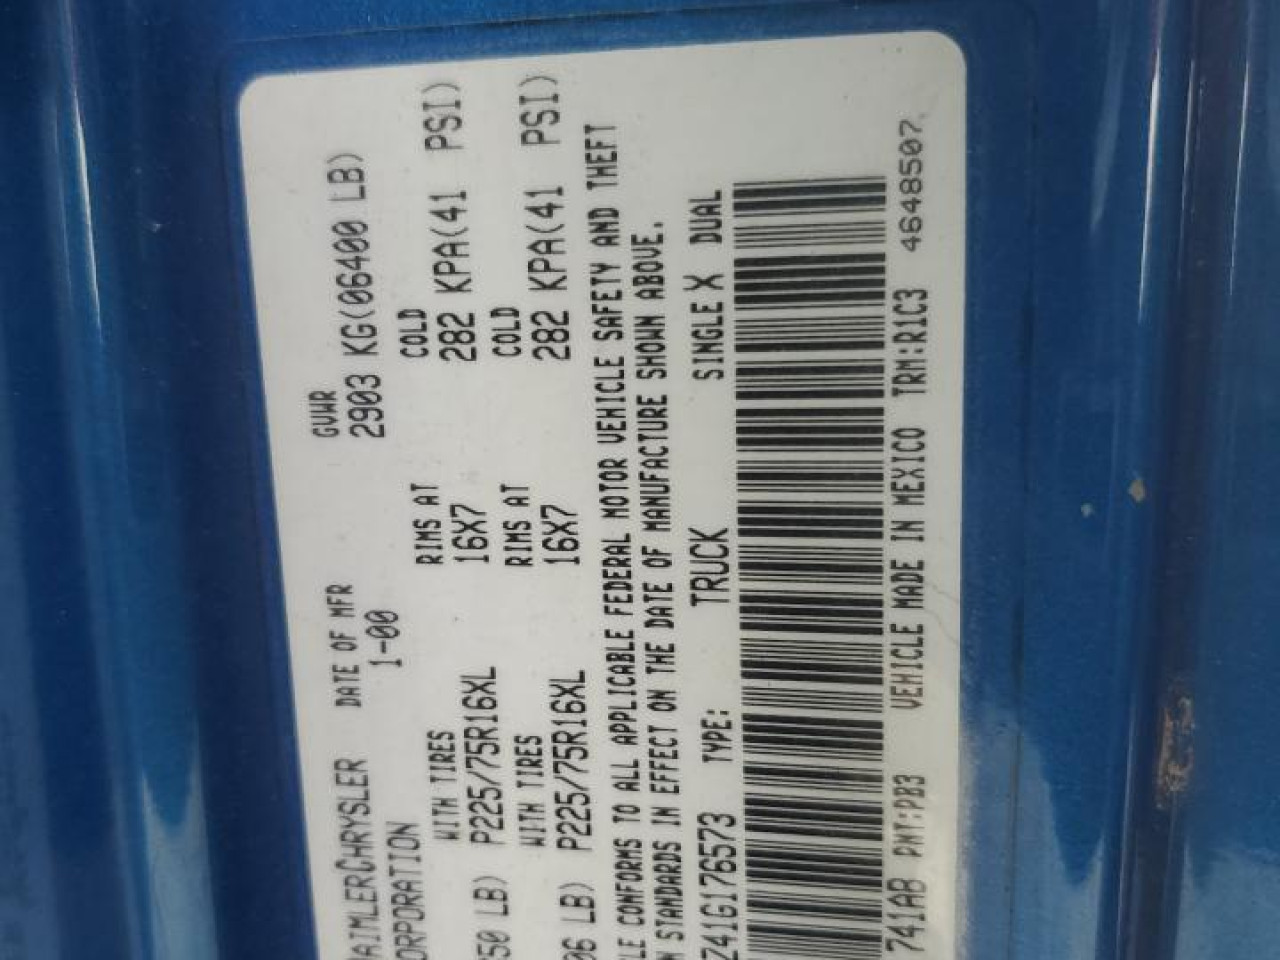 AIMLERCHRYSLER DATE OF MFR GVWR
ORPORATION 1-00 2903 KG(06400 LB)
WITH TIRES RIMS AT COLD
50 LB) P225/75R16XL 16X7 282 KPA(41 PSI)
WITH TIRES RIMS AT COLD
06 LB) P225/75R16XL 16X7 282 KPA(41 PSI)
LE CONFORMS TO ALL APPLICABLE FEDERAL MOTOR VEHICLE SAFETY AND THEFT
N STANDARDS IN EFFECT ON THE DATE OF MANUFACTURE SHOWN ABOVE.
Z41G176573 TYPE: TRUCK SINGLE X DUAL
741A8 PNT:PB3 VEHICLE MADE IN MEXICO TRM:R1C3 4648507